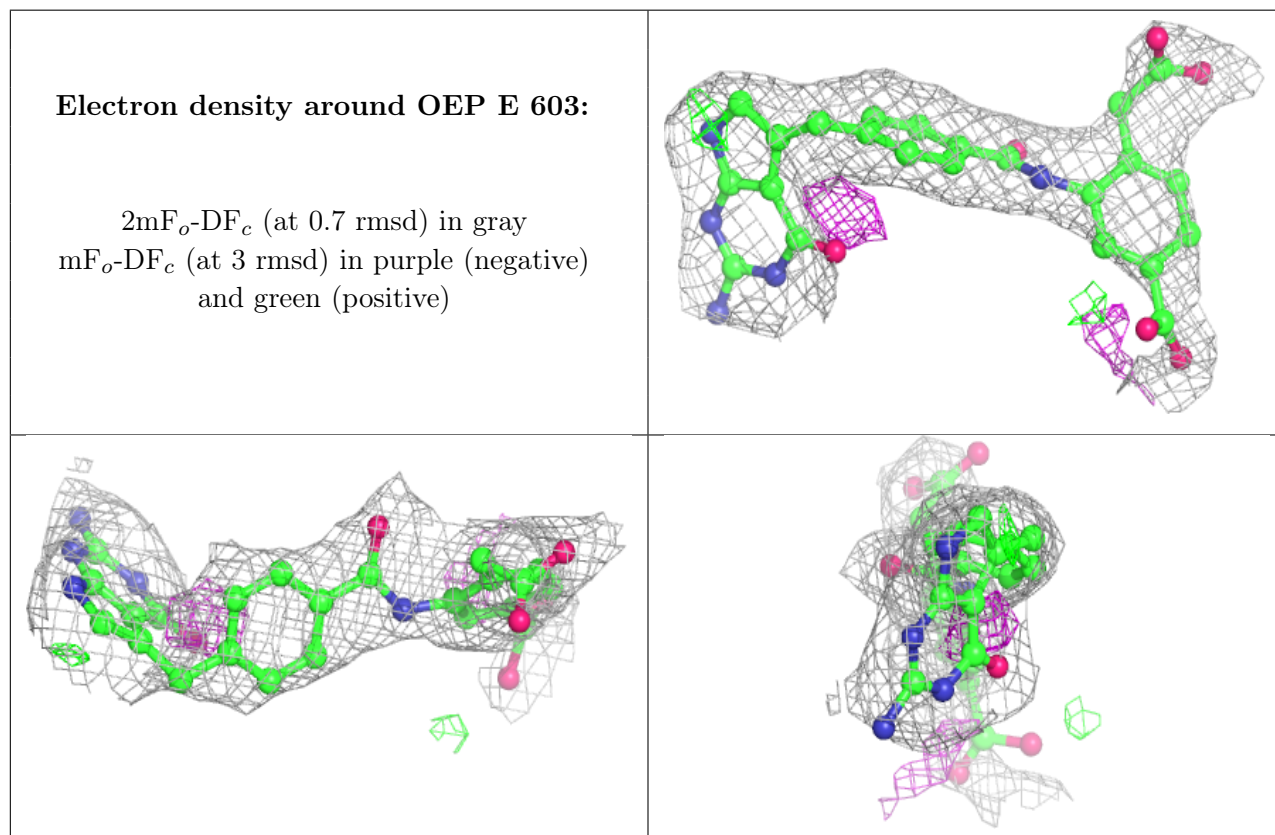 Electron density around OEP E 603:
2mFo-DFc (at 0.7 rmsd) in gray
mFo-DFc (at 3 rmsd) in purple (negative)
and green (positive)